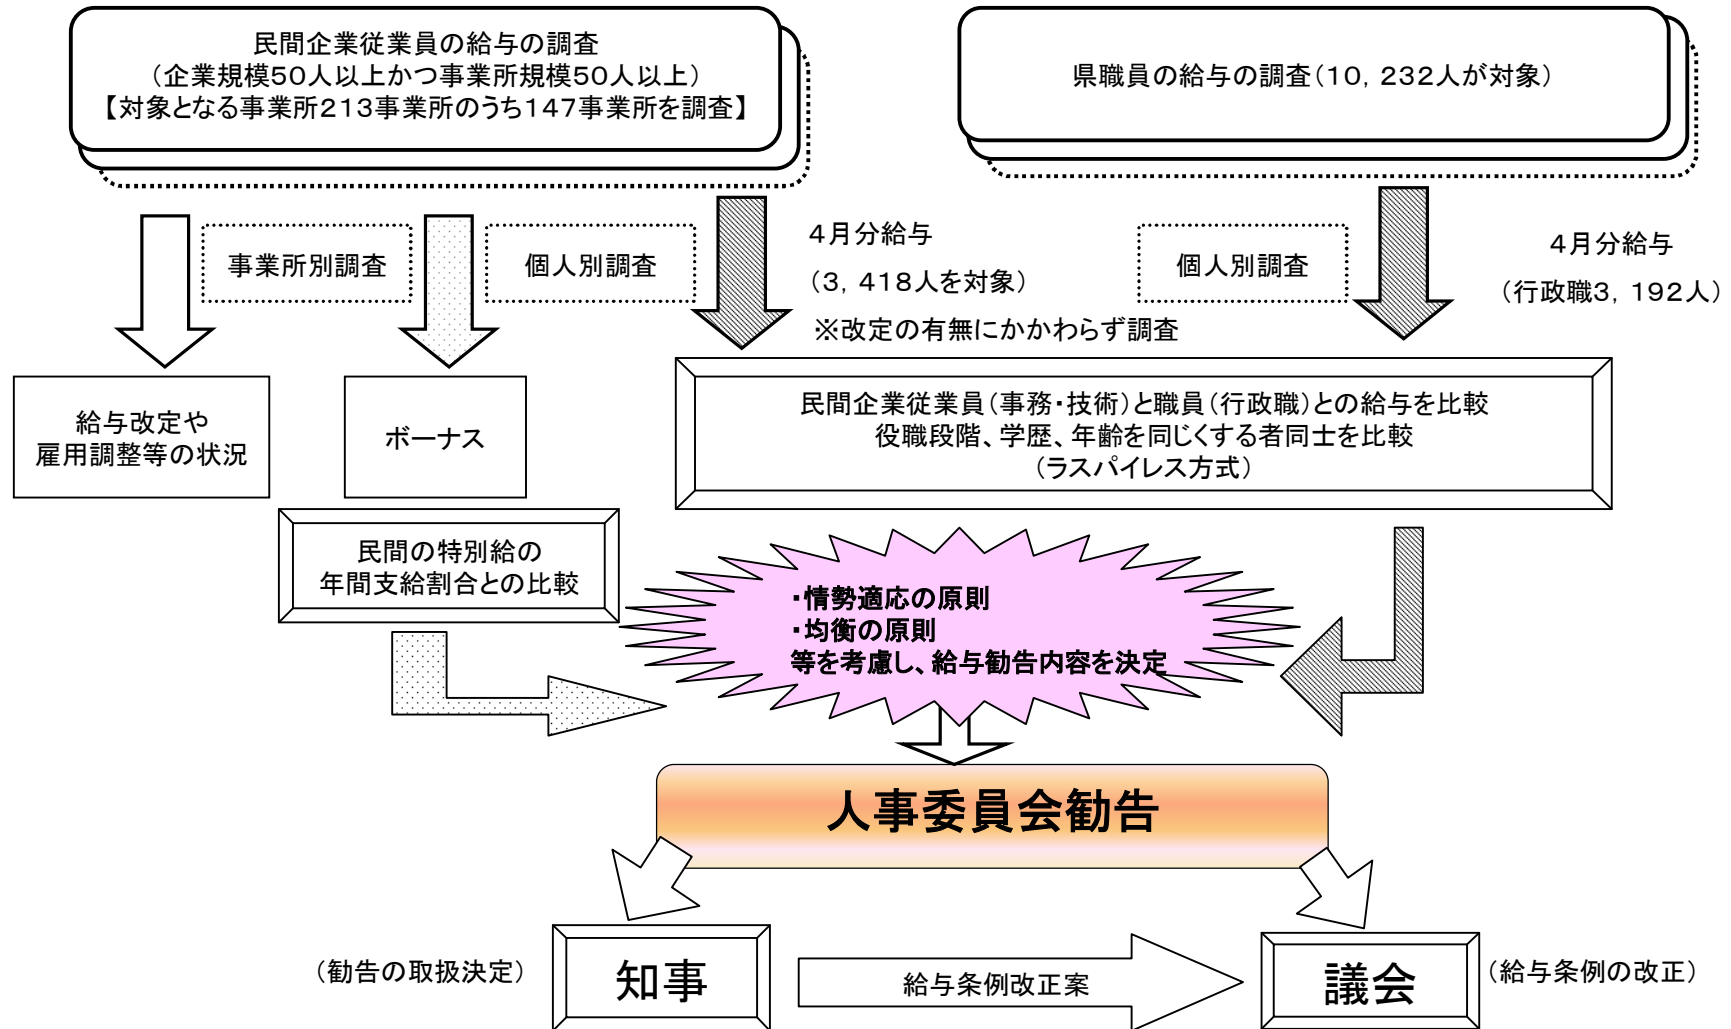 民間企業従業員の給与の調査
（企業規模５０人以上かつ事業所規模５０人以上）
【対象となる事業所２１３事業所のうち１４７事業所を調査】
県職員の給与の調査（１０，２３２人が対象）
事業所別調査
個人別調査
４月分給与
（３，４１８人を対象）
※改定の有無にかかわらず調査
個人別調査
４月分給与
（行政職３，１９２人）
給与改定や
雇用調整等の状況
ボーナス
民間企業従業員（事務・技術）と職員（行政職）との給与を比較
役職段階、学歴、年齢を同じくする者同士を比較
（ラスパイレス方式）
民間の特別給の
年間支給割合との比較
・情勢適応の原則
・均衡の原則
等を考慮し、給与勧告内容を決定
人事委員会勧告
（勧告の取扱決定）
知事
給与条例改正案
議会
（給与条例の改正）